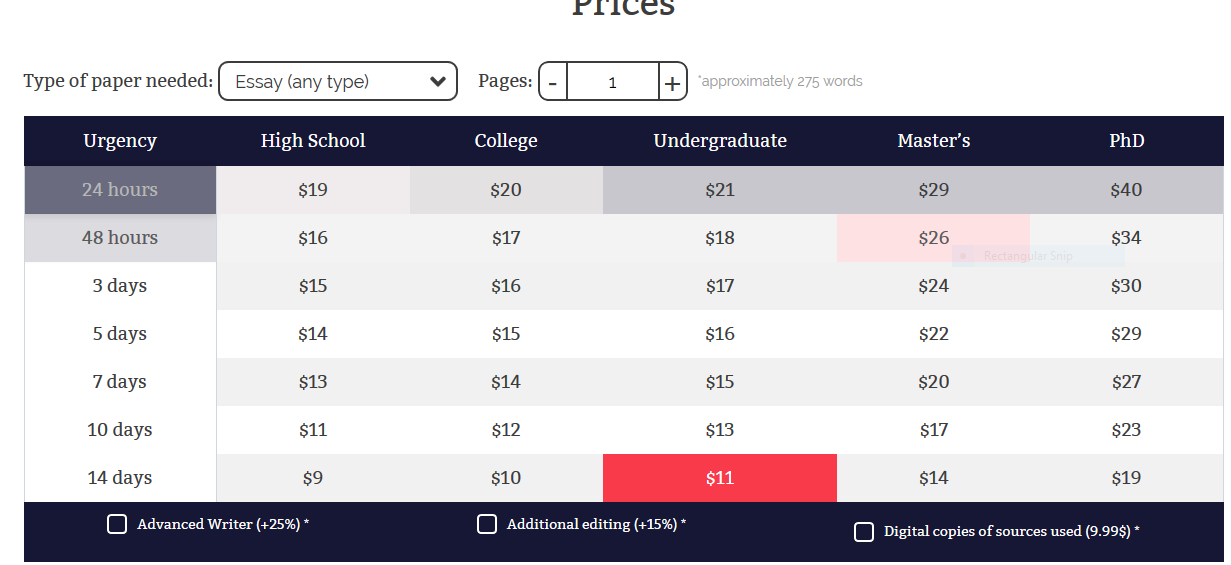 Prices
Type of paper needed: Essay (any type) Pages: - 1 + *approximately 275 words
Urgency High School College Undergraduate Master's PhD
24 hours $19 $20 $21 $29 $40
48 hours $16 $17 $18 $26 $34
Rectangular Snip
3 days $15 $16 $17 $24 $30
5 days $14 $15 $16 $22 $29
7 days $13 $14 $15 $20 $27
10 days $11 $12 $13 $17 $23
14 days $9 $10 $11 $14 $19
Advanced Writer (+25%) * Additional editing (+15%) * Digital copies of sources used (9.99$) *